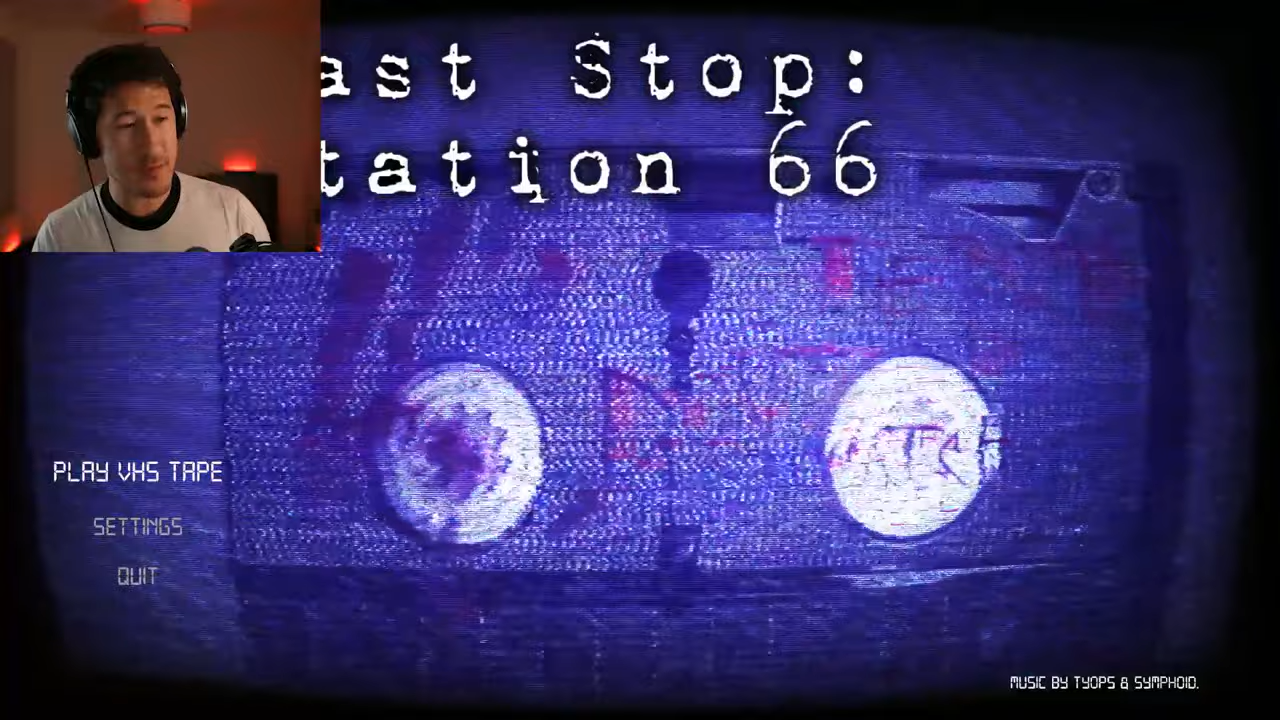 ast Stop:
tation 66
PLAY VHS TAPE
SETTINGS
QUIT
MUSIC BY TYOPS & SYMPHOID.